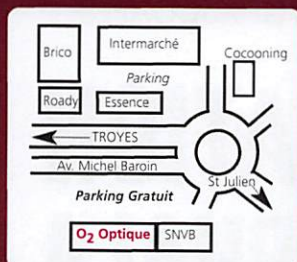 Brico
Intermarché
Cocooning
Parking
Roady
Essence
TROYES
Av. Michel Baroin
St Julien
Parking Gratuit
O2 Optique
SNVB